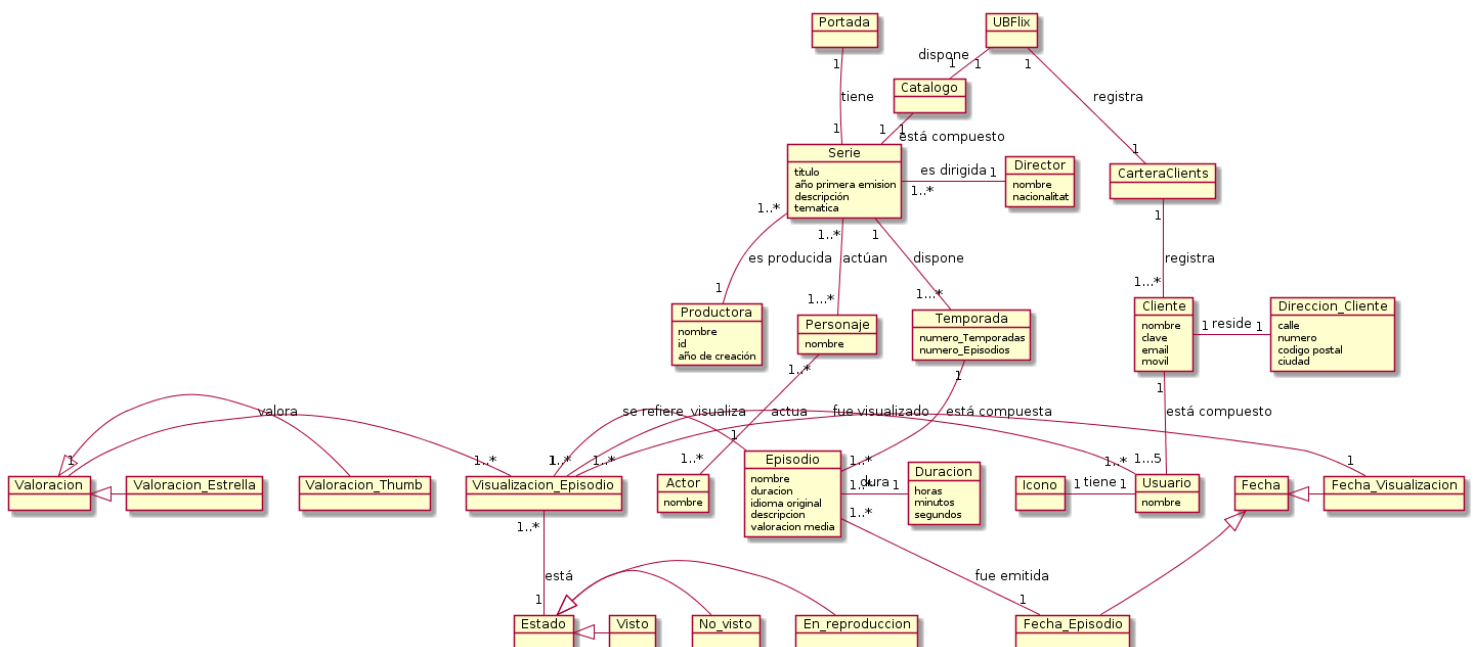 Portada
UBFlix
dispone
1
1
1
1
Catalogo
tiene
registra
1
1
1
está compuesto
1
Serie
titulo
año primera emision
descripción
tematica
es dirigida
1
1..*
Director
nombre
nacionalitat
CarteraClients
1..*
1..*
1
1
es producida
actúan
dispone
registra
1
1...*
1...*
1...*
Productora
nombre
id
año de creación
Personaje
nombre
Temporada
numero_Temporadas
numero_Episodios
Cliente
nombre
clave
email
movil
1
reside
1
Direccion_Cliente
calle
numero
codigo postal
ciudad
1..*
1
1
valora
se refiere
visualiza
actua
fue visualizado
está compuesta
está compuesto
1
1
1..*
1..*
1..*
1
1..*
1..*
1..*
1...5
1
Valoracion
Valoracion_Estrella
Valoracion_Thumb
Visualizacion_Episodio
Actor
nombre
Episodio
nombre
duracion
idioma original
descripcion
valoracion media
1..*
dura
1
Duracion
horas
minutos
segundos
Icono
1
tiene
1
Usuario
nombre
Fecha
Fecha_Visualizacion
1..*
1..*
está
fue emitida
1
1
Estado
Visto
No_visto
En_reproduccion
Fecha_Episodio